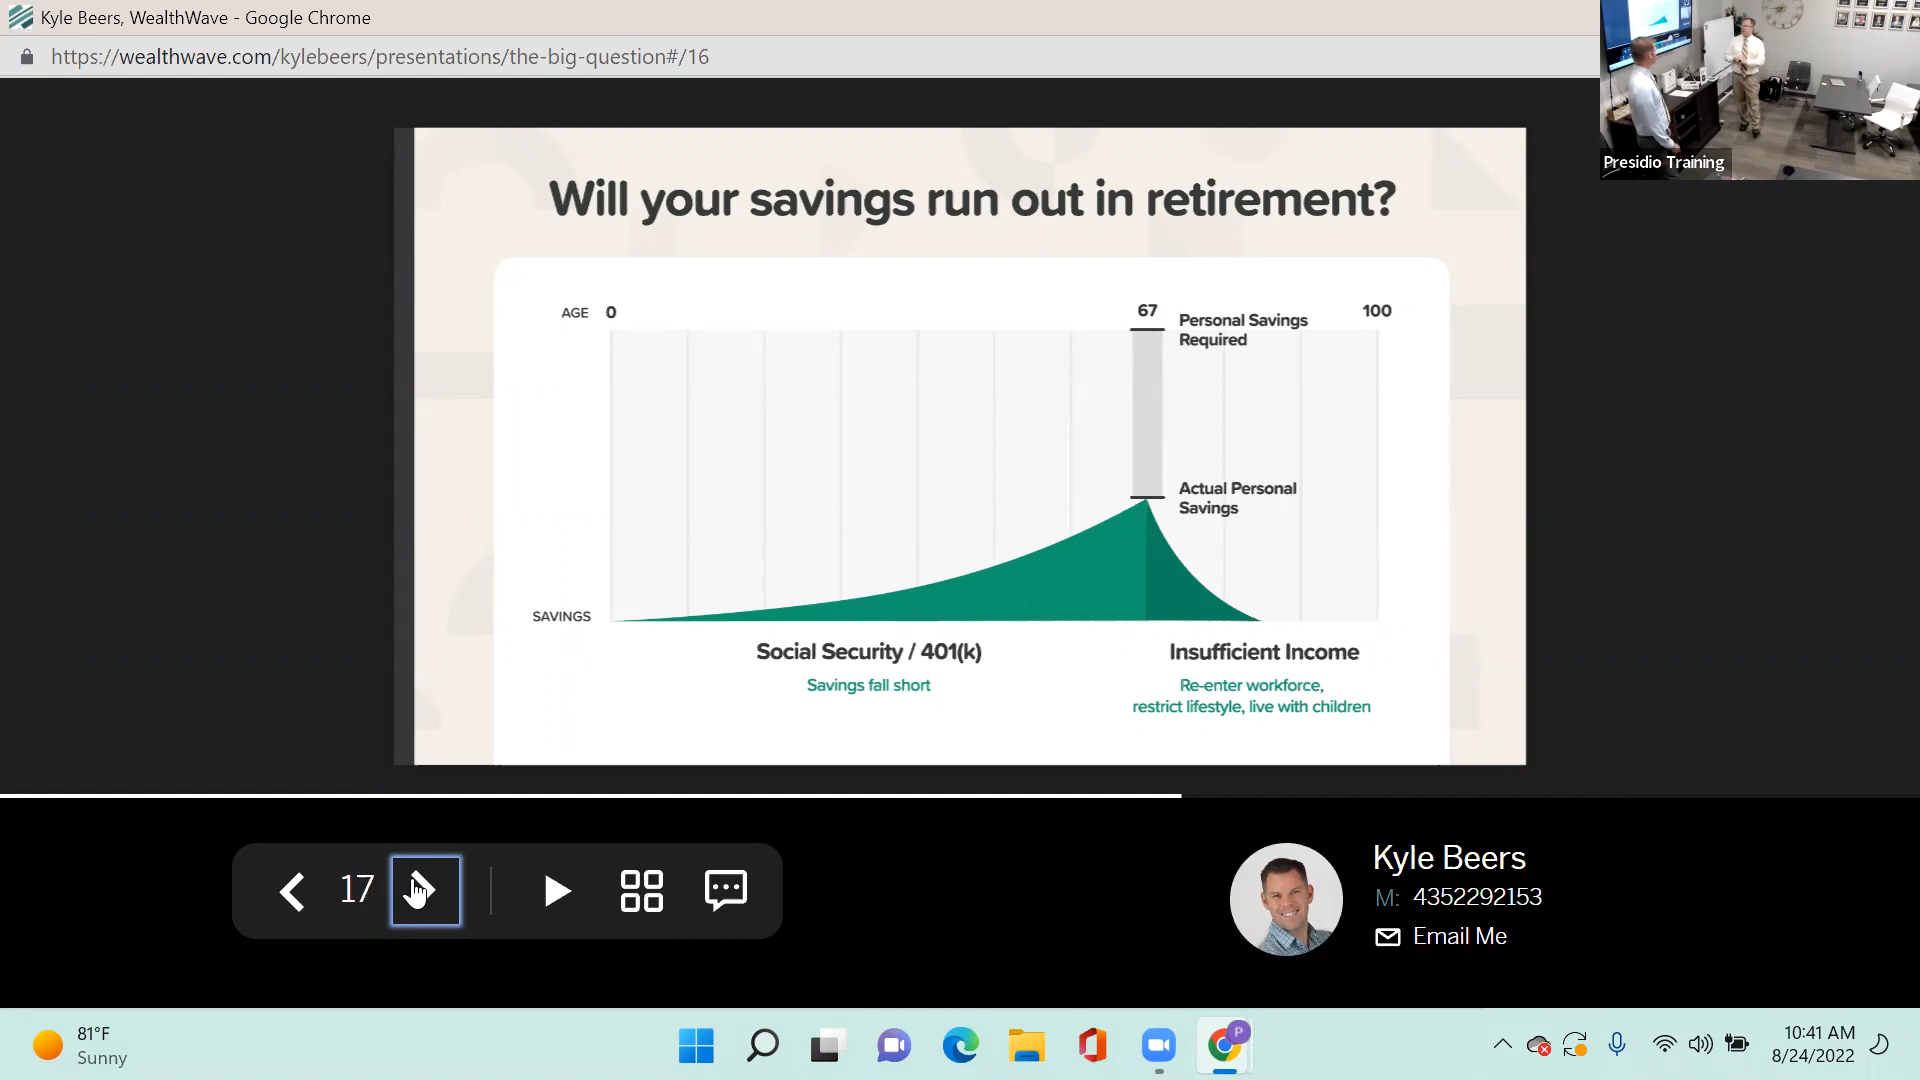 Kyle Beers, WealthWave - Google Chrome
https://wealthwave.com/kylebeers/presentations/the-big-question#/16
Presidio Training
Will your savings run out in retirement?
AGE 0 67 100
Personal Savings
Required
Actual Personal
Savings
SAVINGS
Social Security / 401(k)
Savings fall short
Insufficient Income
Re-enter workforce,
restrict lifestyle, live with children
17
Kyle Beers
M: 4352292153
Email Me
81°F
Sunny
P
10:41 AM
8/24/2022